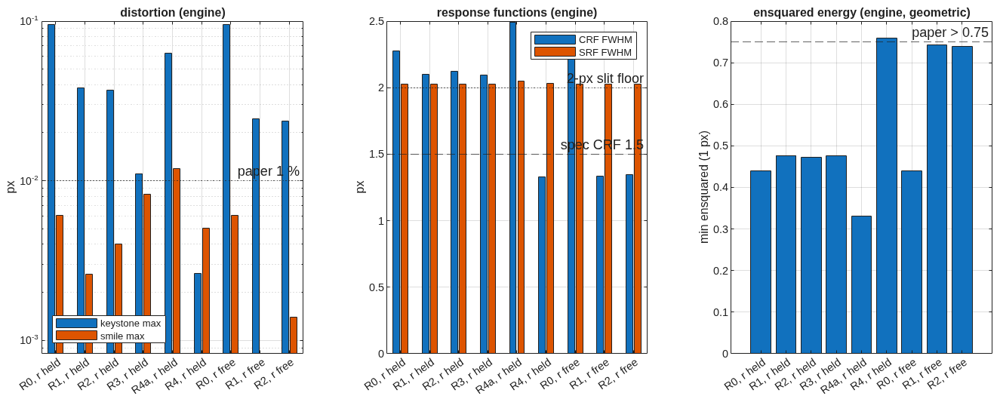 distortion (engine)
10-1
10-2
10-3
px
paper 1 %
keystone max
smile max
R0, r held
R1, r held
R2, r held
R3, r held
R4a, r held
R4, r held
R0, r free
R1, r free
R2, r free
response functions (engine)
2.5
2
1.5
1
0.5
0
px
CRF FWHM
SRF FWHM
2-px slit floor
spec CRF 1.5
R0, r held
R1, r held
R2, r held
R3, r held
R4a, r held
R4, r held
R0, r free
R1, r free
R2, r free
ensquared energy (engine, geometric)
0.8
0.7
0.6
0.5
0.4
0.3
0.2
0.1
0
min ensquared (1 px)
paper > 0.75
R0, r held
R1, r held
R2, r held
R3, r held
R4a, r held
R4, r held
R0, r free
R1, r free
R2, r free